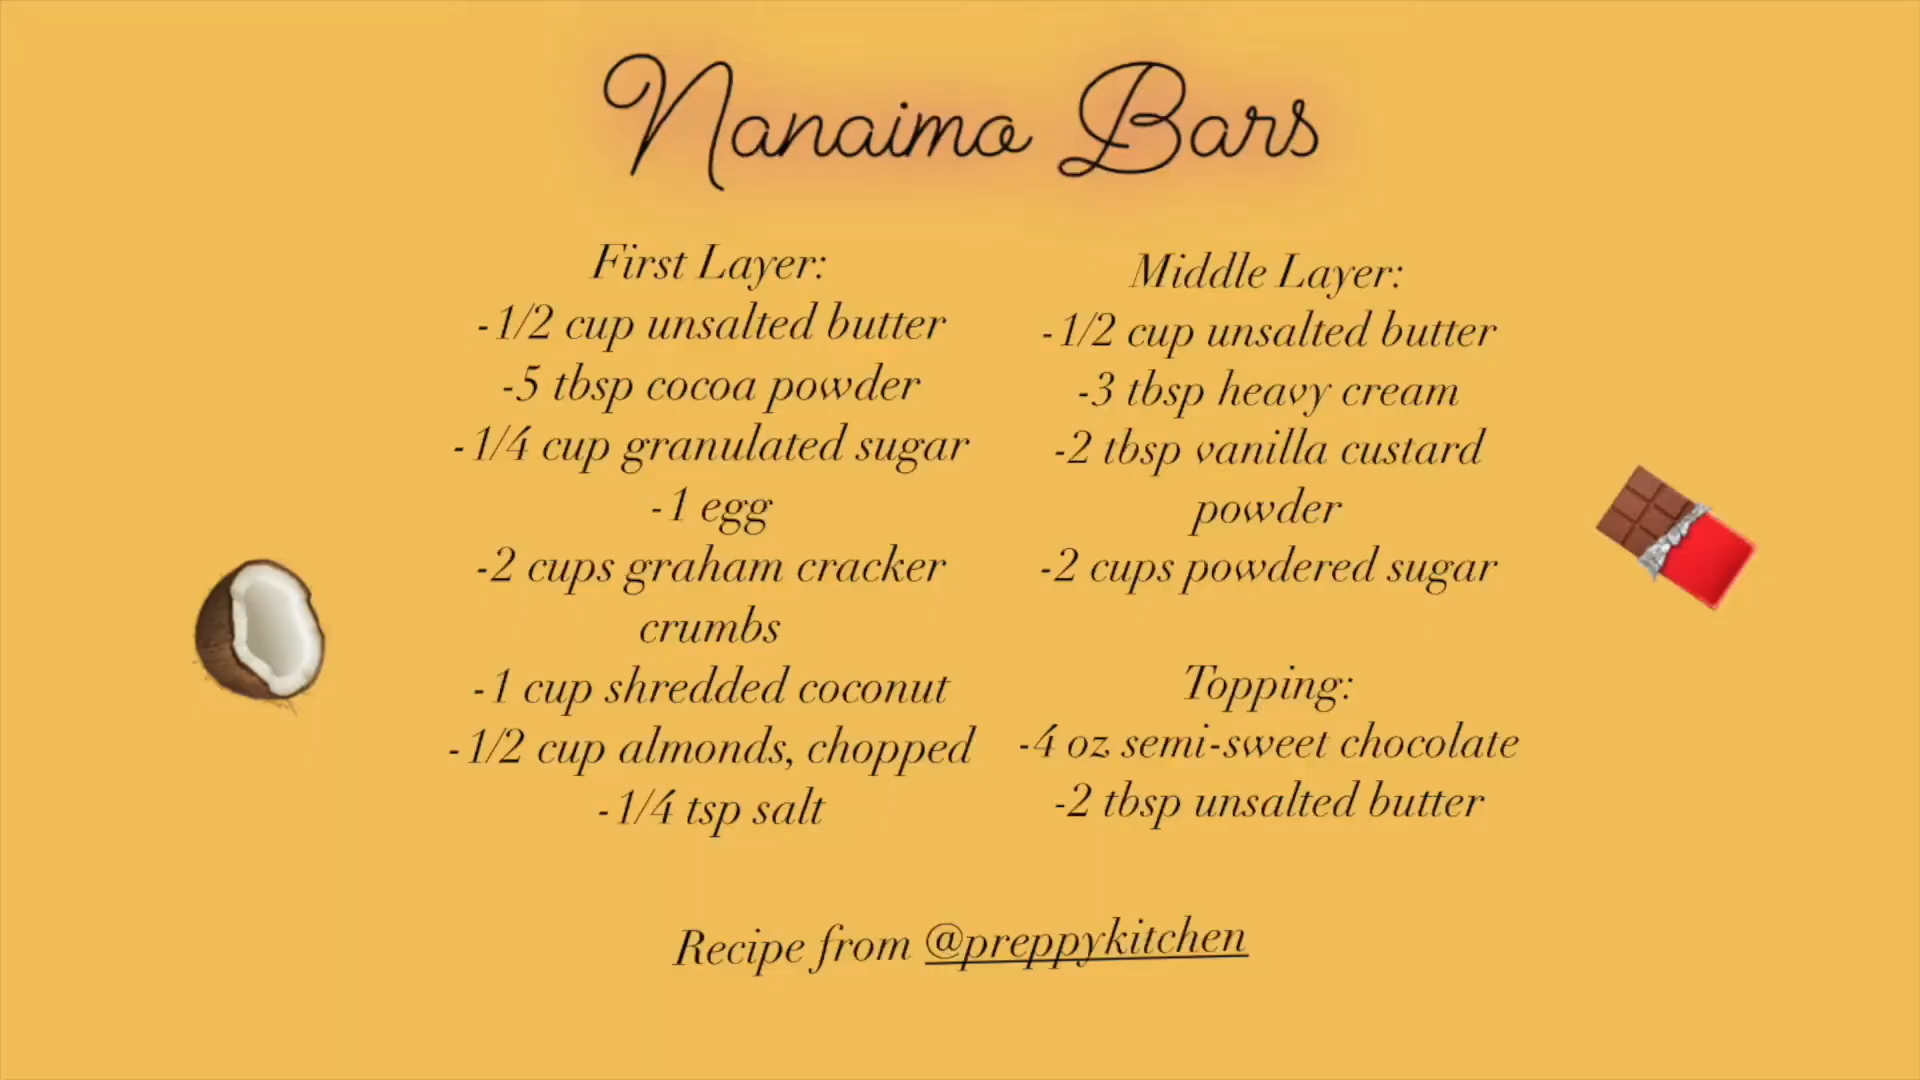 Nanaimo Bars
First Layer:
-1/2 cup unsalted butter
-5 tbsp cocoa powder
-1/4 cup granulated sugar
-1 egg
-2 cups graham cracker
crumbs
-1 cup shredded coconut
-1/2 cup almonds, chopped
-1/4 tsp salt
Middle Layer:
-1/2 cup unsalted butter
-3 tbsp heavy cream
-2 tbsp vanilla custard
powder
-2 cups powdered sugar
Topping:
-4 oz semi-sweet chocolate
-2 tbsp unsalted butter
Recipe from @preppykitchen